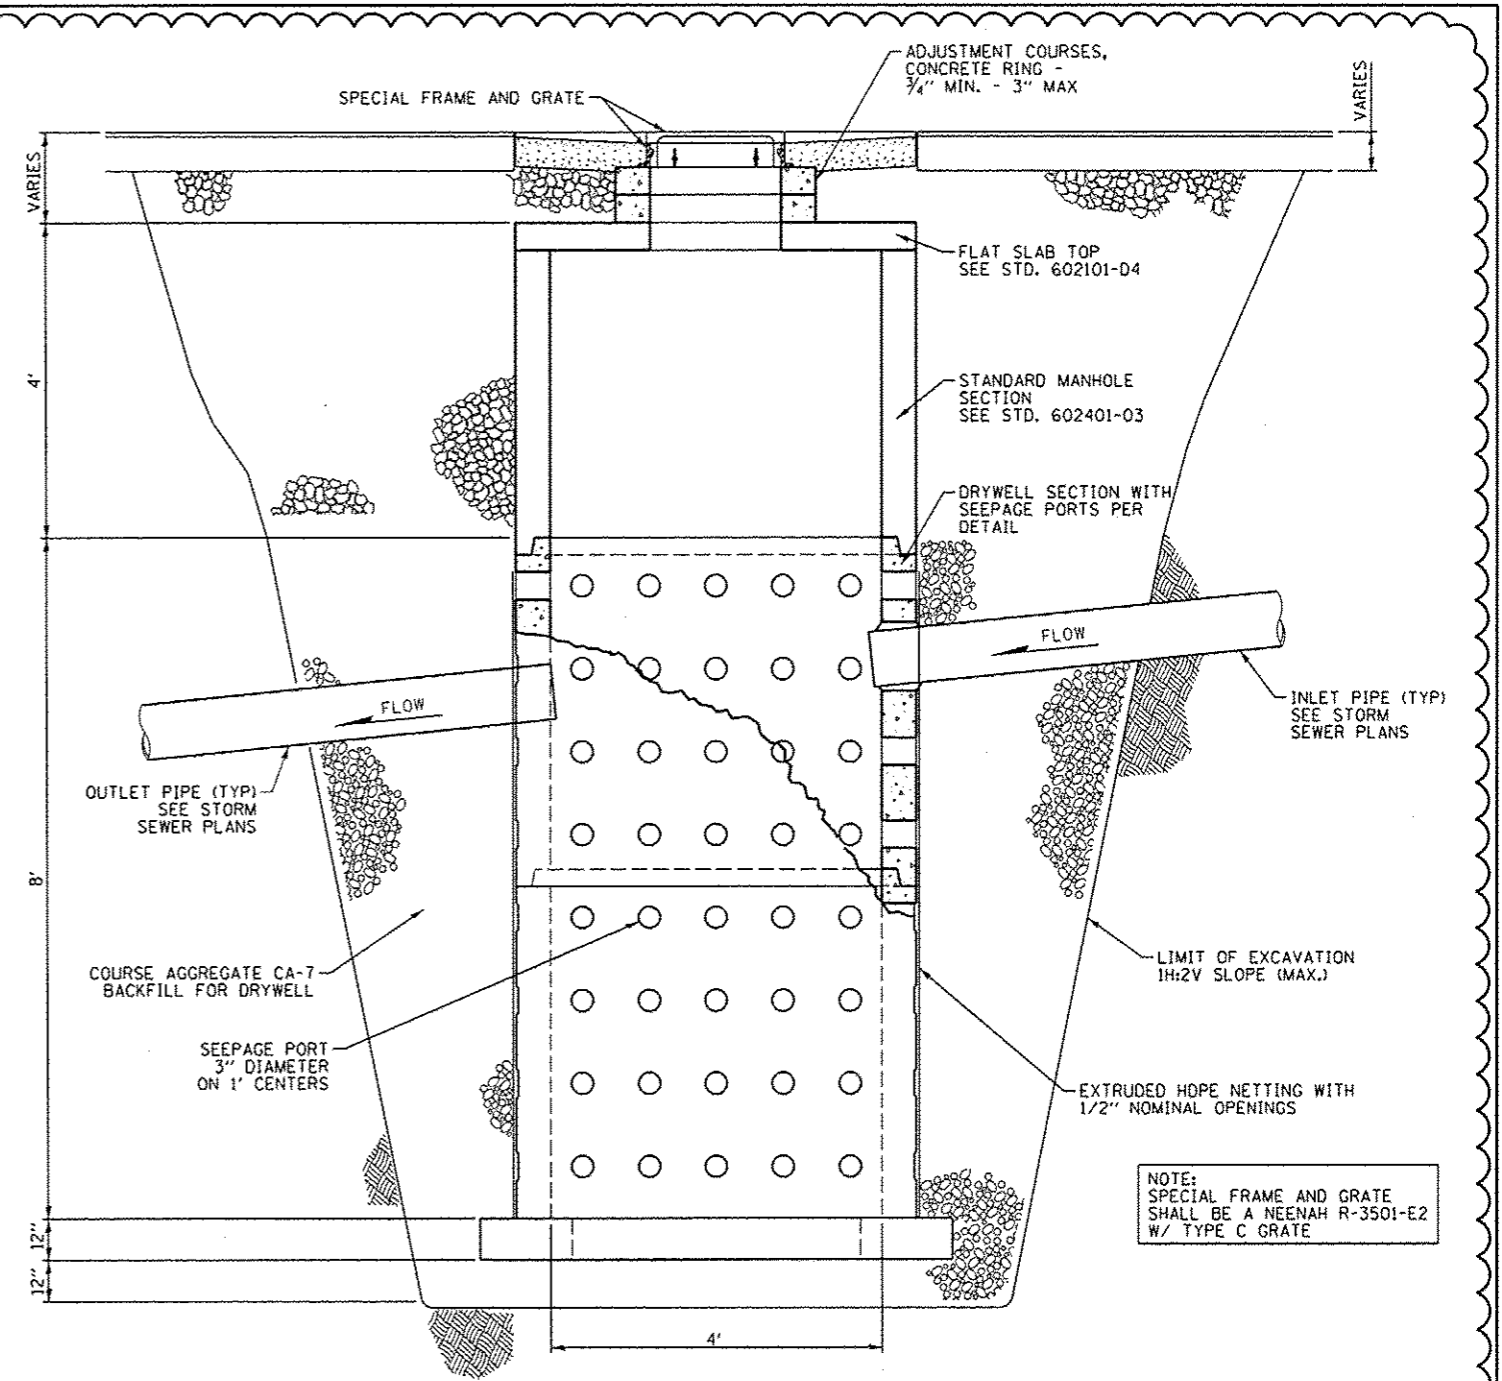 ADJUSTMENT COURSES,
CONCRETE RING -
3/4" MIN. - 3" MAX
SPECIAL FRAME AND GRATE
VARIES
VARIES
FLAT SLAB TOP
SEE STD. 602101-04
4'
STANDARD MANHOLE
SECTION
SEE STD. 602401-03
DRYWELL SECTION WITH
SEEPAGE PORTS PER
DETAIL
FLOW
INLET PIPE (TYP)
SEE STORM
SEWER PLANS
FLOW
OUTLET PIPE (TYP)
SEE STORM
SEWER PLANS
8'
COURSE AGGREGATE CA-7
BACKFILL FOR DRYWELL
LIMIT OF EXCAVATION
1H:2V SLOPE (MAX.)
SEEPAGE PORT
3" DIAMETER
ON 1' CENTERS
EXTRUDED HDPE NETTING WITH
1/2" NOMINAL OPENINGS
NOTE:
SPECIAL FRAME AND GRATE
SHALL BE A NEENAH R-3501-E2
W/ TYPE C GRATE
12"
12"
4'